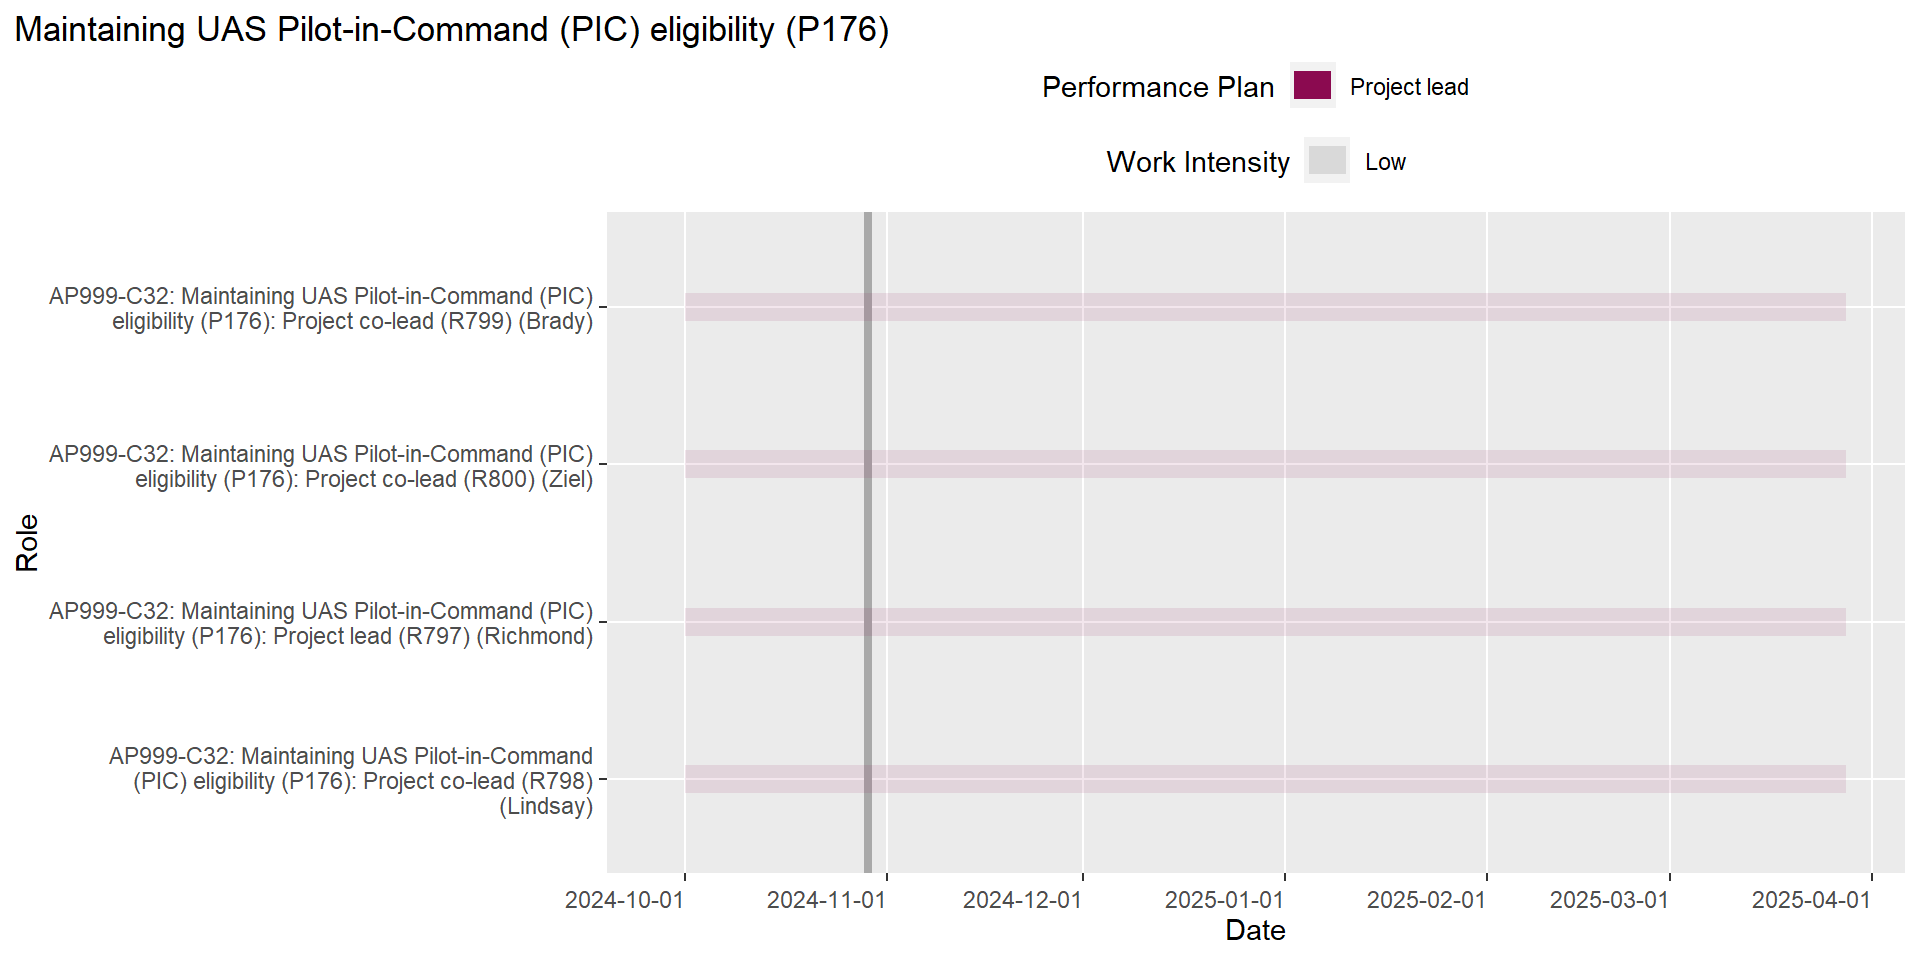 Maintaining UAS Pilot-in-Command (PIC) eligibility (P176)
Performance Plan
Project lead
Work Intensity
Low
AP999-C32: Maintaining UAS Pilot-in-Command (PIC)
eligibility (P176): Project co-lead (R799) (Brady)
AP999-C32: Maintaining UAS Pilot-in-Command (PIC)
eligibility (P176): Project co-lead (R800) (Ziel)
Role
AP999-C32: Maintaining UAS Pilot-in-Command (PIC)
eligibility (P176): Project lead (R797) (Richmond)
AP999-C32: Maintaining UAS Pilot-in-Command
(PIC) eligibility (P176): Project co-lead (R798)
(Lindsay)
2024-10-01
2024-11-01
2024-12-01
2025-01-01
2025-02-01
2025-03-01
2025-04-01
Date